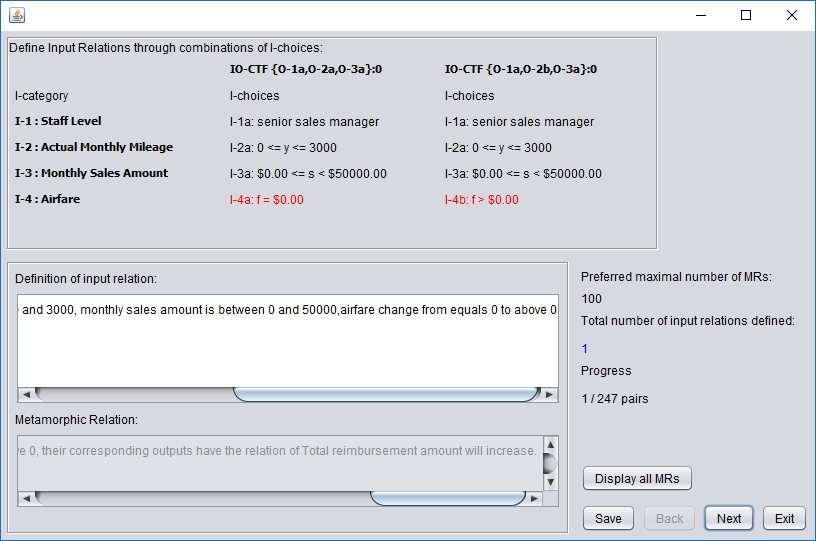 Define Input Relations through combinations of I-choices:
IO-CTF {O-1a,O-2a,O-3a}:0 IO-CTF {O-1a,O-2b,O-3a}:0
I-category I-choices I-choices
I-1 : Staff Level I-1a: senior sales manager I-1a: senior sales manager
I-2 : Actual Monthly Mileage I-2a: 0 <= y <= 3000 I-2a: 0 <= y <= 3000
I-3 : Monthly Sales Amount I-3a: $0.00 <= s < $50000.00 I-3a: $0.00 <= s < $50000.00
I-4 : Airfare I-4a: f = $0.00 I-4b: f > $0.00
Definition of input relation:
and 3000, monthly sales amount is between 0 and 50000,airfare change from equals 0 to above 0
Metamorphic Relation:
0, their corresponding outputs have the relation of Total reimbursement amount will increase.
Preferred maximal number of MRs:
100
Total number of input relations defined:
1
Progress
1 / 247 pairs
Display all MRs
Save Back Next Exit